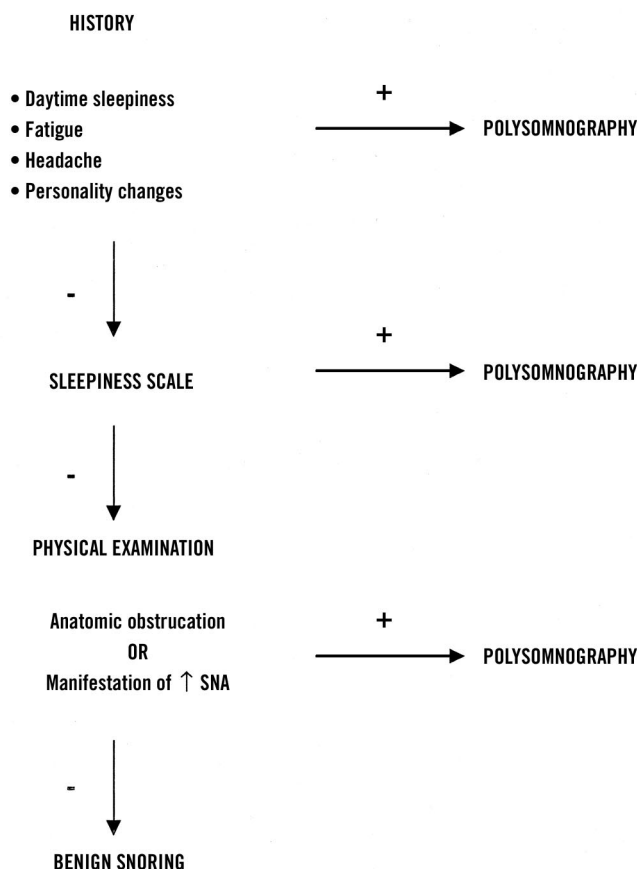 HISTORY
• Daytime sleepiness
• Fatigue
• Headache
• Personality changes
+
POLYSOMNOGRAPHY
-
SLEEPINESS SCALE
+
POLYSOMNOGRAPHY
-
PHYSICAL EXAMINATION
Anatomic obstrucation
OR
Manifestation of ↑ SNA
+
POLYSOMNOGRAPHY
-
BENIGN SNORING